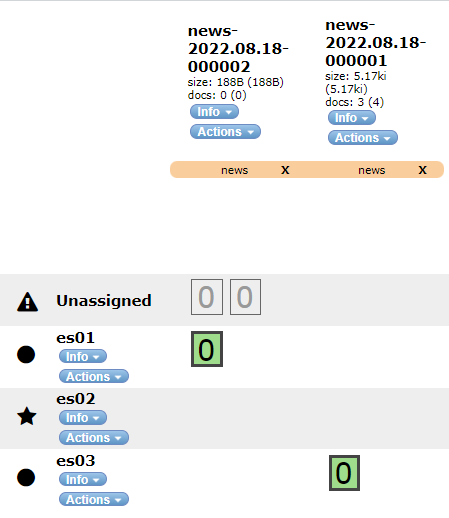 news-
2022.08.18-
000002
size: 188B (188B)
docs: 0 (0)
Info
Actions
news-
2022.08.18-
000001
size: 5.17ki
(5.17ki)
docs: 3 (4)
Info
Actions
news X
news X
Unassigned 0 0
es01
Info
Actions
0
es02
Info
Actions
es03
Info
Actions
0